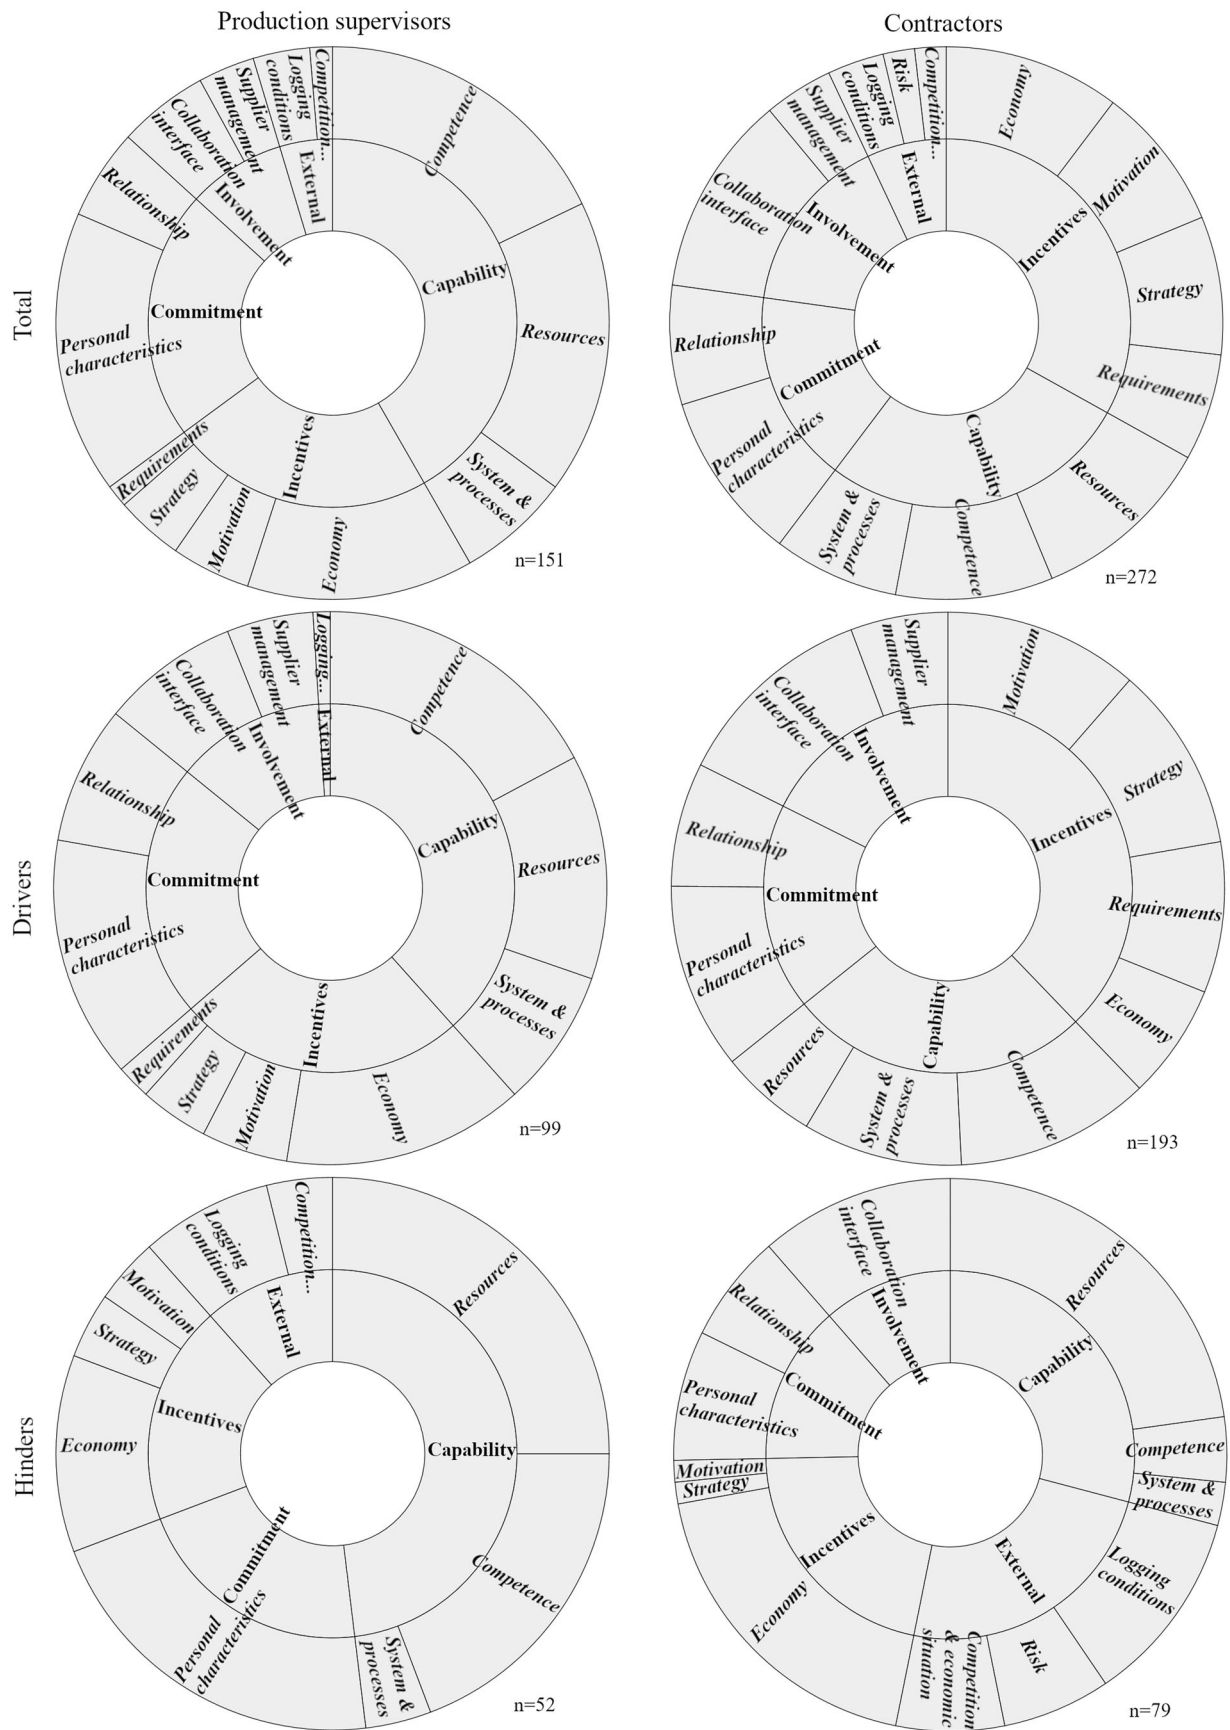 Production supervisors
Contractors
Total
Competition...
Logging
conditions
Supplier
management
Collaboration
interface
Relationship
Personal
characteristics
Requirements
Strategy
Motivation
Economy
System &
processes
Resources
Competence
External
Involvement
Commitment
Incentives
Capability
n=151
Competition...
Risk
Logging
conditions
Supplier
management
Collaboration
interface
Relationship
Personal
characteristics
System &
processes
Competence
Resources
Requirements
Strategy
Motivation
Economy
External
Involvement
Commitment
Capability
Incentives
n=272
Drivers
Logging...
Supplier
management
Collaboration
interface
Relationship
Personal
characteristics
Requirements
Strategy
Motivation
Economy
System &
processes
Resources
Competence
External
Involvement
Commitment
Incentives
Capability
n=99
Supplier
management
Collaboration
interface
Relationship
Personal
characteristics
Resources
System &
processes
Competence
Economy
Requirements
Strategy
Motivation
Involvement
Commitment
Capability
Incentives
n=193
Hinders
Competition...
Logging
conditions
Motivation
Strategy
Economy
Personal
characteristics
System &
processes
Competence
Resources
External
Incentives
Commitment
Capability
n=52
Collaboration
interface
Relationship
Personal
characteristics
Motivation
Strategy
Economy
Competition
& economic
situation
Risk
Logging
conditions
System &
processes
Competence
Resources
Involvement
Commitment
Incentives
External
Capability
n=79